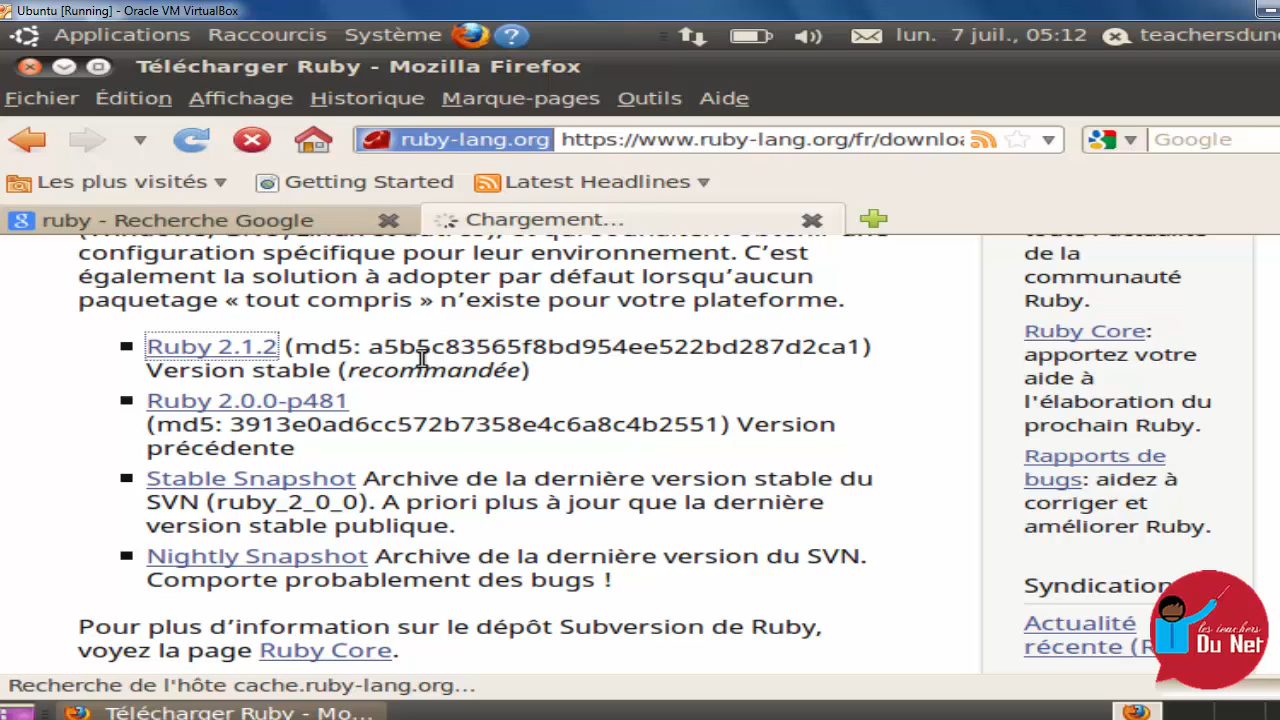 Ubuntu [Running] - Oracle VM VirtualBox
Applications Raccourcis Système ? lun. 7 juil., 05:12 teachersdun
Télécharger Ruby - Mozilla Firefox
Fichier Édition Affichage Historique Marque-pages Outils Aide
ruby-lang.org https://www.ruby-lang.org/fr/downloa Google
Les plus visités Getting Started Latest Headlines
ruby - Recherche Google Chargement...
configuration spécifique pour leur environnement. C'est
également la solution à adopter par défaut lorsqu'aucun
paquetage « tout compris » n'existe pour votre plateforme.
Ruby 2.1.2 (md5: a5b5c83565f8bd954ee522bd287d2ca1)
Version stable (recommandée)
Ruby 2.0.0-p481
(md5: 3913e0ad6cc572b7358e4c6a8c4b2551) Version
précédente
Stable Snapshot Archive de la dernière version stable du
SVN (ruby_2_0_0). A priori plus à jour que la dernière
version stable publique.
Nightly Snapshot Archive de la dernière version du SVN.
Comporte probablement des bugs !
Pour plus d'information sur le dépôt Subversion de Ruby,
voyez la page Ruby Core.
de la
communauté
Ruby.
Ruby Core:
apportez votre
aide à
l'élaboration du
prochain Ruby.
Rapports de
bugs: aidez à
corriger et
améliorer Ruby.
Syndication
Actualité
récente (R
les teachers
Du Net
Recherche de l'hôte cache.ruby-lang.org...
Télécharger Ruby - Mo...